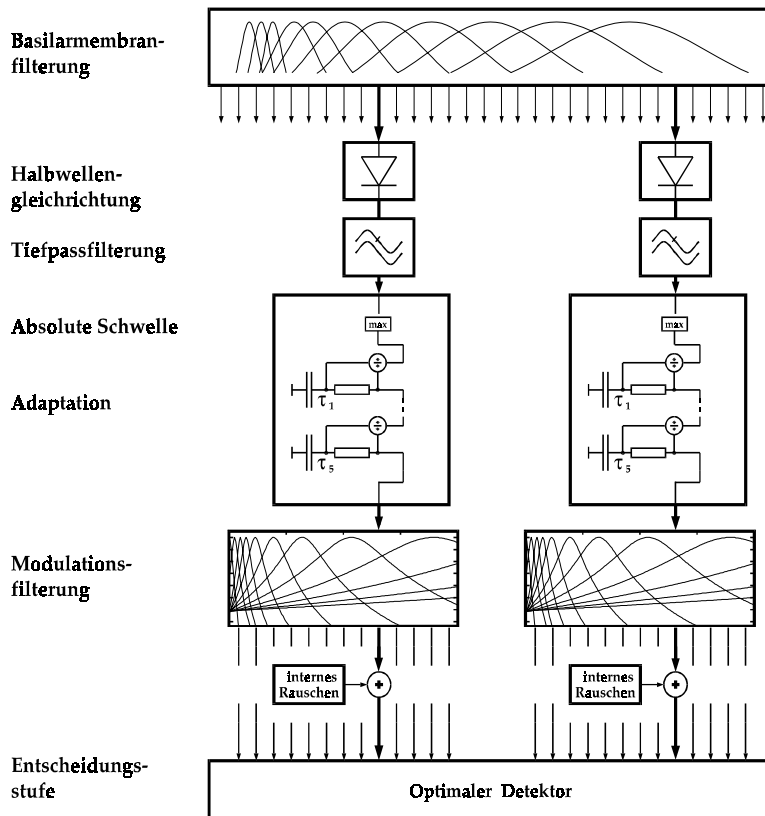 Basilarmembran-
filterung
Halbwellen-
gleichrichtung
Tiefpassfilterung
Absolute Schwelle
max
max
÷
÷
τ1
τ1
Adaptation
÷
÷
τ5
τ5
Modulations-
filterung
internes
Rauschen
+
internes
Rauschen
+
Entscheidungs-
stufe
Optimaler Detektor